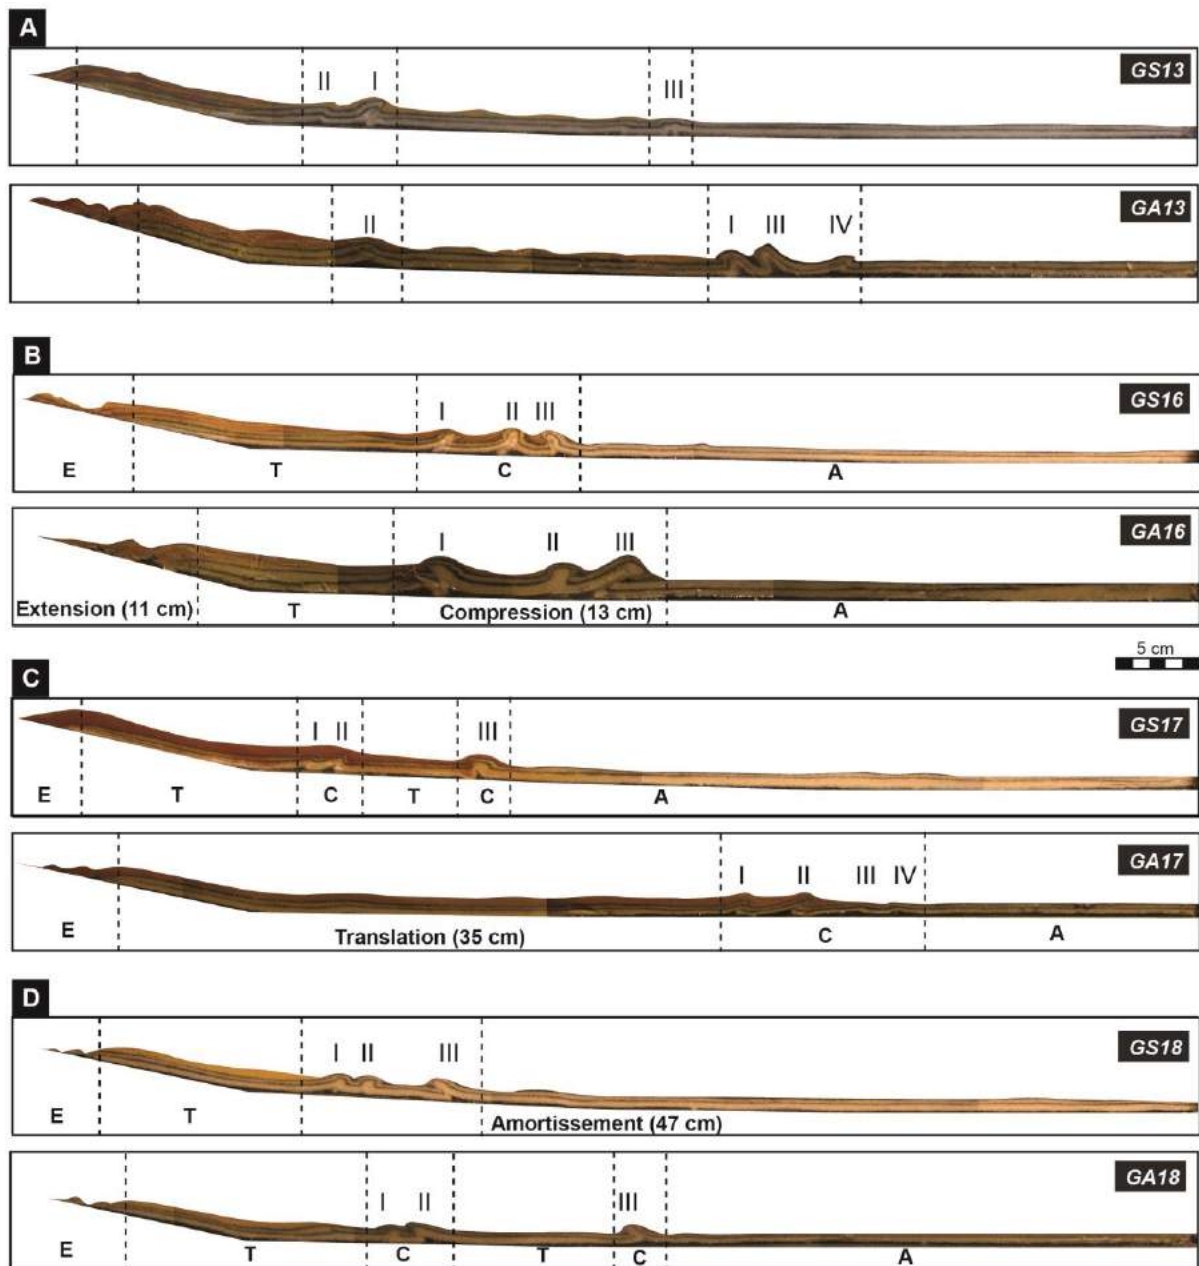 A
GS13
II I III
GA13
II I III IV
B
GS16
I II III
E T C A
GA16
I II III
Extension (11 cm) T Compression (13 cm) A
5 cm
C
GS17
I II III
E T C T C A
GA17
I II III IV
E Translation (35 cm) C A
D
GS18
I II III
E T Amortissement (47 cm)
GA18
I II III
E T C T C A